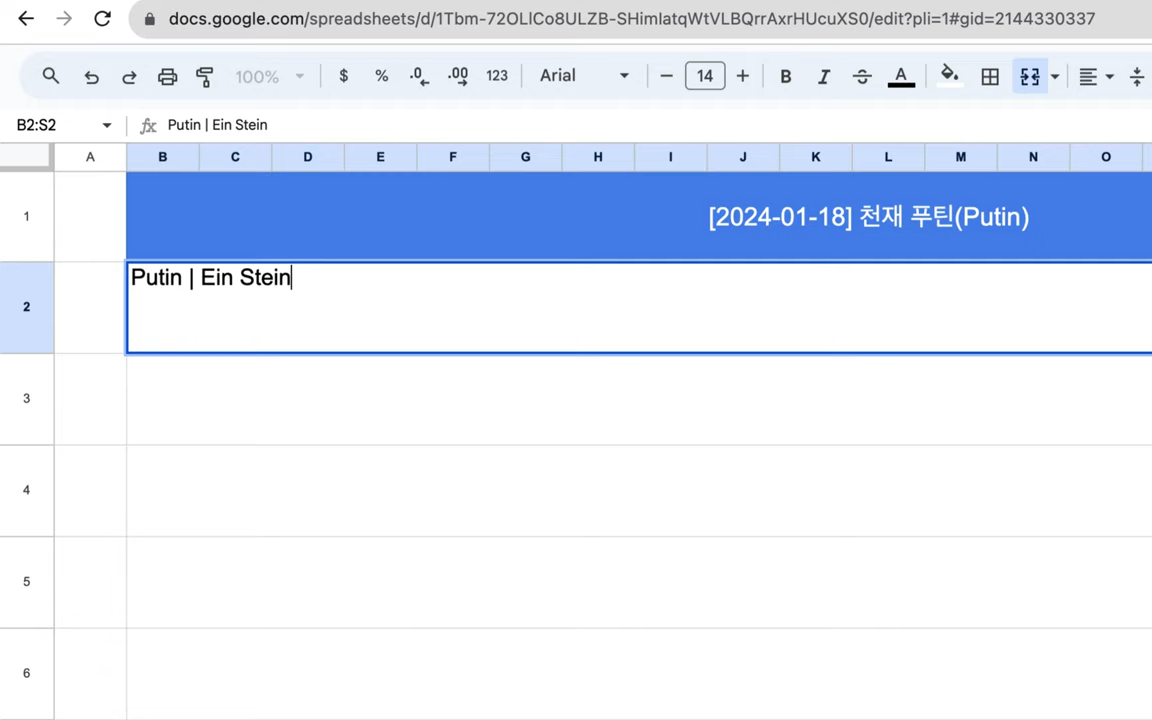 docs.google.com/spreadsheets/d/1Tbm-72OLlCo8ULZB-SHimIatqWtVLBQrrAxrHUcuXS0/edit?pli=1#gid=2144330337
100% $ % .0 .00 123 Arial 14 B I A
B2:S2 fx Putin | Ein Stein
A B C D E F G H I J K L M N O
1 [2024-01-18] 천재 푸틴(Putin)
2 Putin | Ein Stein
3
4
5
6